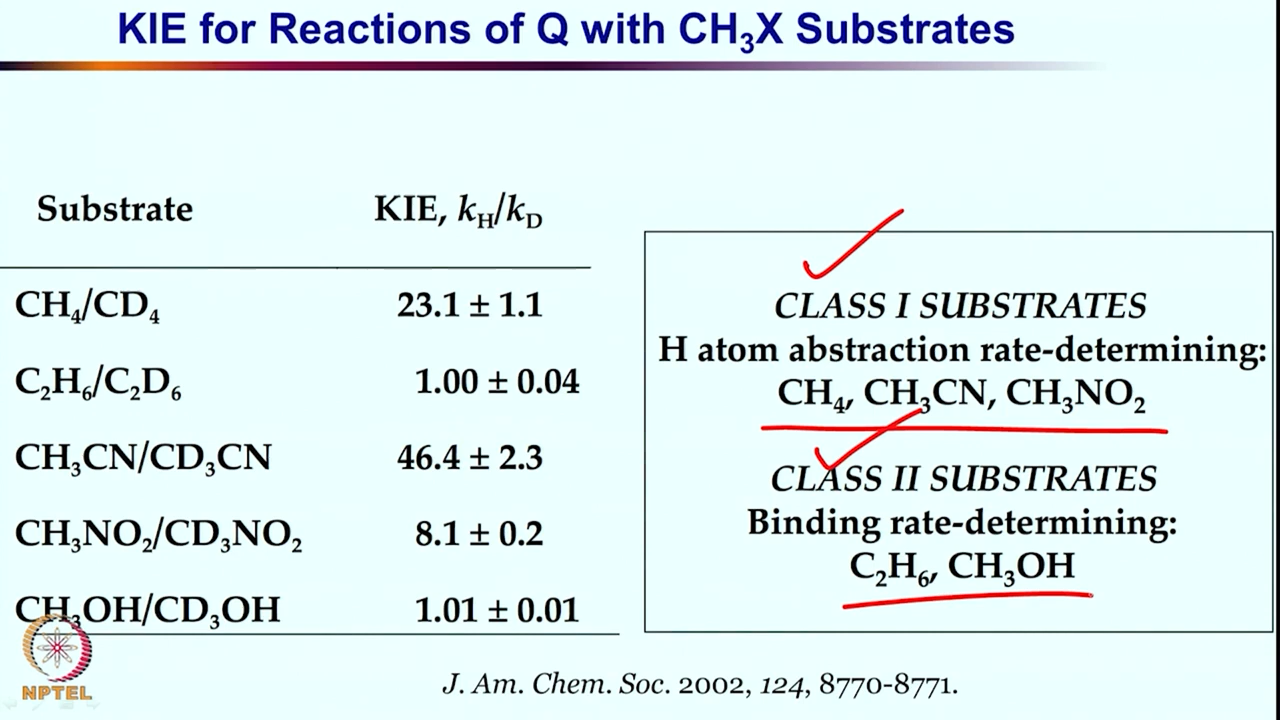 KIE for Reactions of Q with CH₃X Substrates
Substrate KIE, k_H/k_D
CH₄/CD₄ 23.1 ± 1.1
C₂H₆/C₂D₆ 1.00 ± 0.04
CH₃CN/CD₃CN 46.4 ± 2.3
CH₃NO₂/CD₃NO₂ 8.1 ± 0.2
CH₃OH/CD₃OH 1.01 ± 0.01
CLASS I SUBSTRATES
H atom abstraction rate-determining:
CH₄, CH₃CN, CH₃NO₂
CLASS II SUBSTRATES
Binding rate-determining:
C₂H₆, CH₃OH
J. Am. Chem. Soc. 2002, 124, 8770-8771.
NPTEL